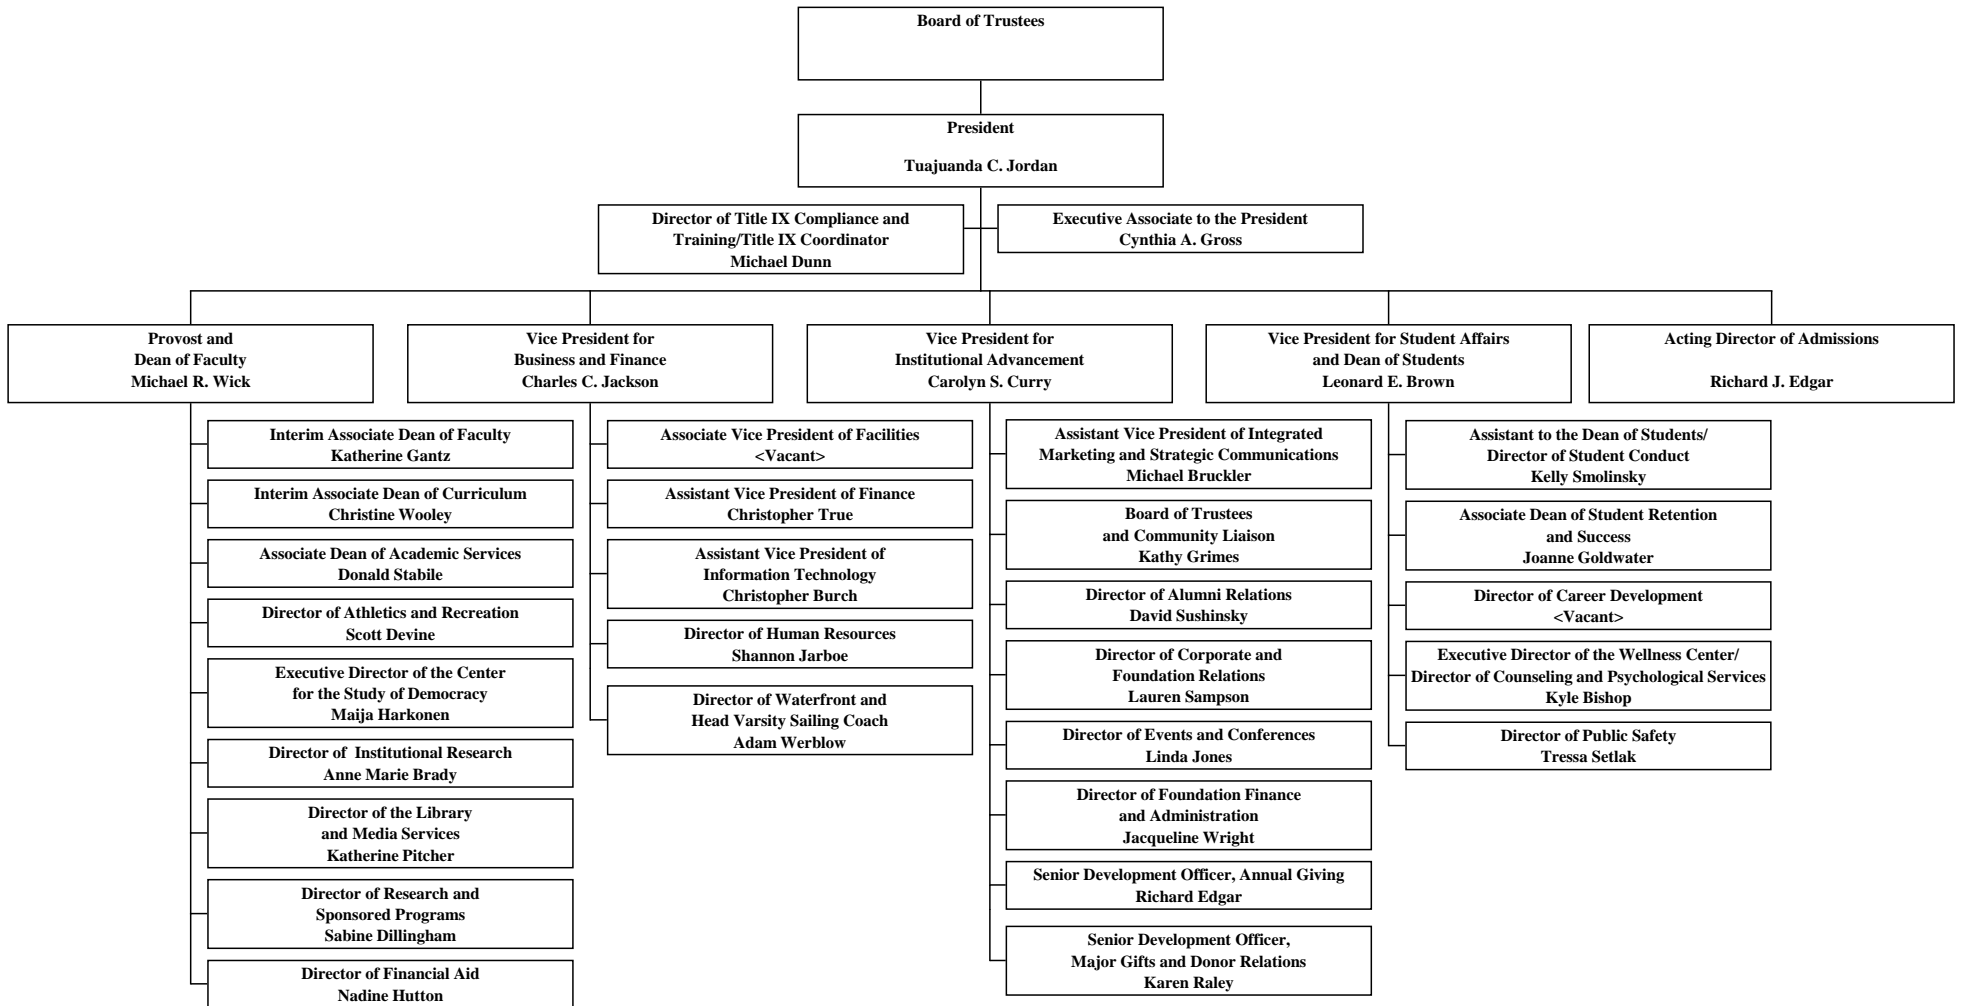 Board of Trustees
President
Tuajuanda C. Jordan
Director of Title IX Compliance and
Training/Title IX Coordinator
Michael Dunn
Executive Associate to the President
Cynthia A. Gross
Provost and
Dean of Faculty
Michael R. Wick
Vice President for
Business and Finance
Charles C. Jackson
Vice President for
Institutional Advancement
Carolyn S. Curry
Vice President for Student Affairs
and Dean of Students
Leonard E. Brown
Acting Director of Admissions
Richard J. Edgar
Interim Associate Dean of Faculty
Katherine Gantz
Interim Associate Dean of Curriculum
Christine Wooley
Associate Dean of Academic Services
Donald Stabile
Director of Athletics and Recreation
Scott Devine
Executive Director of the Center
for the Study of Democracy
Maija Harkonen
Director of  Institutional Research
Anne Marie Brady
Director of the Library
and Media Services
Katherine Pitcher
Director of Research and
Sponsored Programs
Sabine Dillingham
Director of Financial Aid
Nadine Hutton
Associate Vice President of Facilities
<Vacant>
Assistant Vice President of Finance
Christopher True
Assistant Vice President of
Information Technology
Christopher Burch
Director of Human Resources
Shannon Jarboe
Director of Waterfront and
Head Varsity Sailing Coach
Adam Werblow
Assistant Vice President of Integrated
Marketing and Strategic Communications
Michael Bruckler
Board of Trustees
and Community Liaison
Kathy Grimes
Director of Alumni Relations
David Sushinsky
Director of Corporate and
Foundation Relations
Lauren Sampson
Director of Events and Conferences
Linda Jones
Director of Foundation Finance
and Administration
Jacqueline Wright
Senior Development Officer, Annual Giving
Richard Edgar
Senior Development Officer,
Major Gifts and Donor Relations
Karen Raley
Assistant to the Dean of Students/
Director of Student Conduct
Kelly Smolinsky
Associate Dean of Student Retention
and Success
Joanne Goldwater
Director of Career Development
<Vacant>
Executive Director of the Wellness Center/
Director of Counseling and Psychological Services
Kyle Bishop
Director of Public Safety
Tressa Setlak